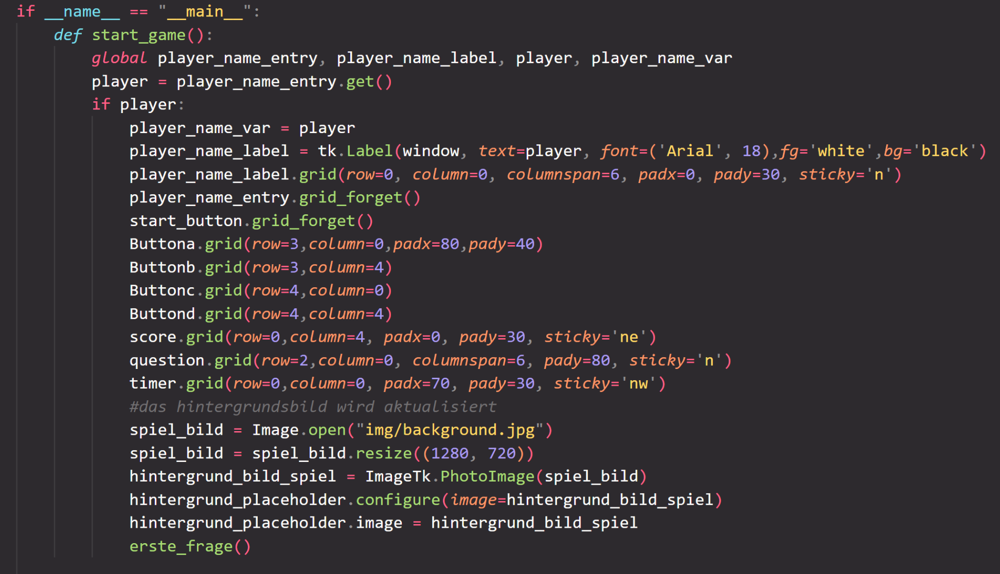 if __name__ == "__main__":
def start_game():
global player_name_entry, player_name_label, player, player_name_var
player = player_name_entry.get()
if player:
player_name_var = player
player_name_label = tk.Label(window, text=player, font=('Arial', 18),fg='white',bg='black')
player_name_label.grid(row=0, column=0, columnspan=6, padx=0, pady=30, sticky='n')
player_name_entry.grid_forget()
start_button.grid_forget()
Buttona.grid(row=3,column=0,padx=80,pady=40)
Buttonb.grid(row=3,column=4)
Buttonc.grid(row=4,column=0)
Buttond.grid(row=4,column=4)
score.grid(row=0,column=4, padx=0, pady=30, sticky='ne')
question.grid(row=2,column=0, columnspan=6, pady=80, sticky='n')
timer.grid(row=0,column=0, padx=70, pady=30, sticky='nw')
#das hintergrundsbild wird aktualisiert
spiel_bild = Image.open("img/background.jpg")
spiel_bild = spiel_bild.resize((1280, 720))
hintergrund_bild_spiel = ImageTk.PhotoImage(spiel_bild)
hintergrund_placeholder.configure(image=hintergrund_bild_spiel)
hintergrund_placeholder.image = hintergrund_bild_spiel
erste_frage()